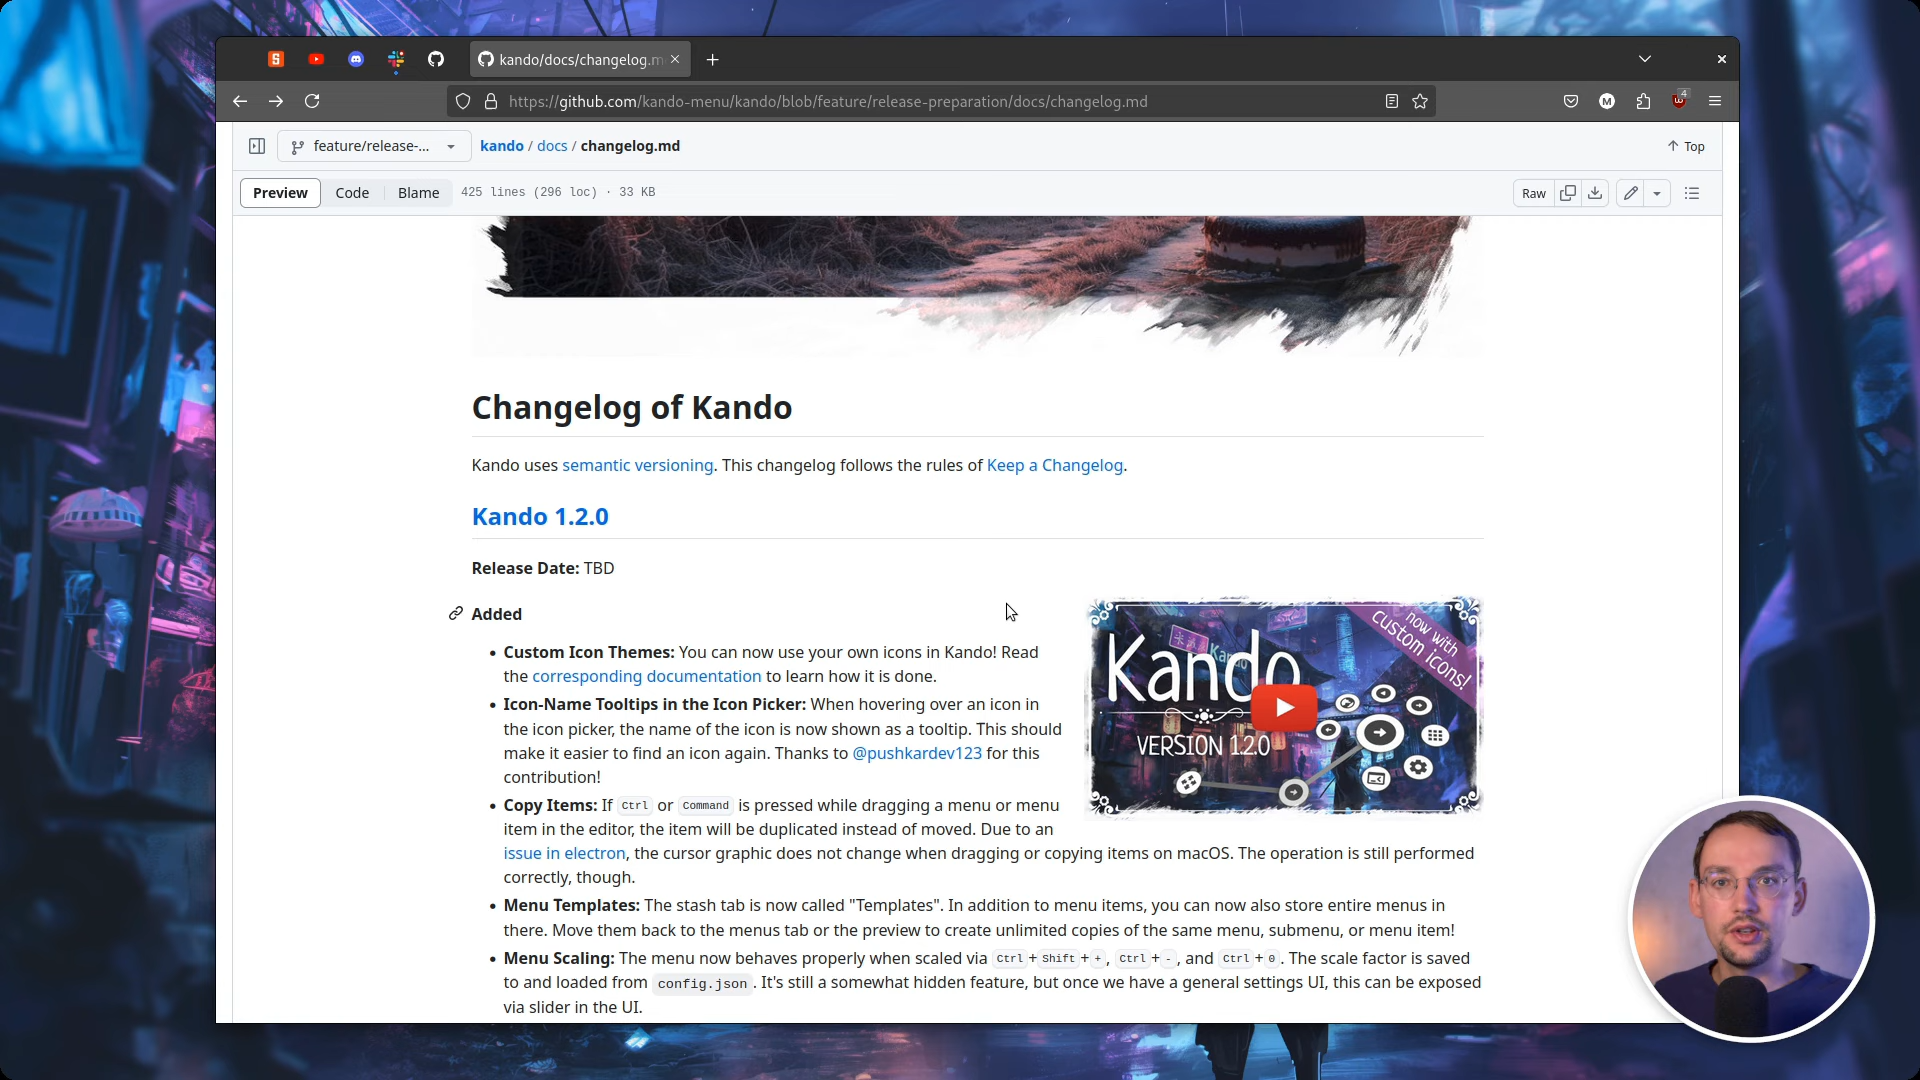 kando/docs/changelog.m
https://github.com/kando-menu/kando/blob/feature/release-preparation/docs/changelog.md
M
4
feature/release-...
kando / docs / changelog.md
Top
Preview
Code
Blame
425 lines (296 loc) · 33 KB
Raw
Changelog of Kando
Kando uses semantic versioning. This changelog follows the rules of Keep a Changelog.
Kando 1.2.0
Release Date: TBD
Added
• Custom Icon Themes: You can now use your own icons in Kando! Read
the corresponding documentation to learn how it is done.
• Icon-Name Tooltips in the Icon Picker: When hovering over an icon in
the icon picker, the name of the icon is now shown as a tooltip. This should
make it easier to find an icon again. Thanks to @pushkardev123 for this
contribution!
• Copy Items: If Ctrl or Command is pressed while dragging a menu or menu
item in the editor, the item will be duplicated instead of moved. Due to an
issue in electron, the cursor graphic does not change when dragging or copying items on macOS. The operation is still performed
correctly, though.
• Menu Templates: The stash tab is now called "Templates". In addition to menu items, you can now also store entire menus in
there. Move them back to the menus tab or the preview to create unlimited copies of the same menu, submenu, or menu item!
• Menu Scaling: The menu now behaves properly when scaled via Ctrl+Shift++, Ctrl+-, and Ctrl+0. The scale factor is saved
to and loaded from config.json. It's still a somewhat hidden feature, but once we have a general settings UI, this can be exposed
via slider in the UI.
Kando
VERSION 1.2.0
now with
custom icons!